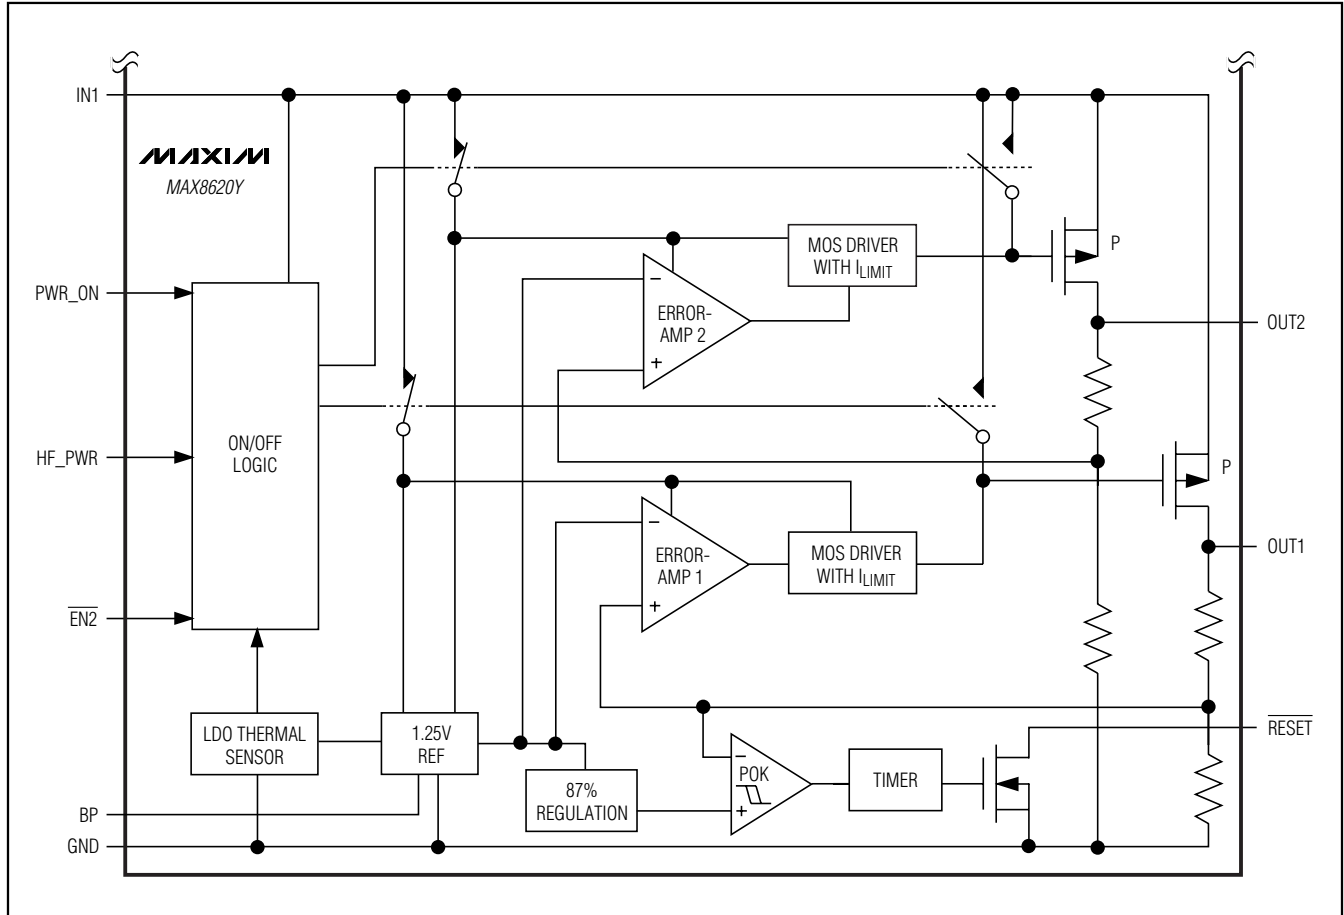 IN1
MAXIM
MAX8620Y
PWR_ON
HF_PWR
EN2
BP
GND
ON/OFF
LOGIC
LDO THERMAL
SENSOR
1.25V
REF
87%
REGULATION
−
ERROR-
AMP 2
+
MOS DRIVER
WITH ILIMIT
−
ERROR-
AMP 1
+
MOS DRIVER
WITH ILIMIT
−
POK
+
TIMER
P
OUT2
P
OUT1
RESET